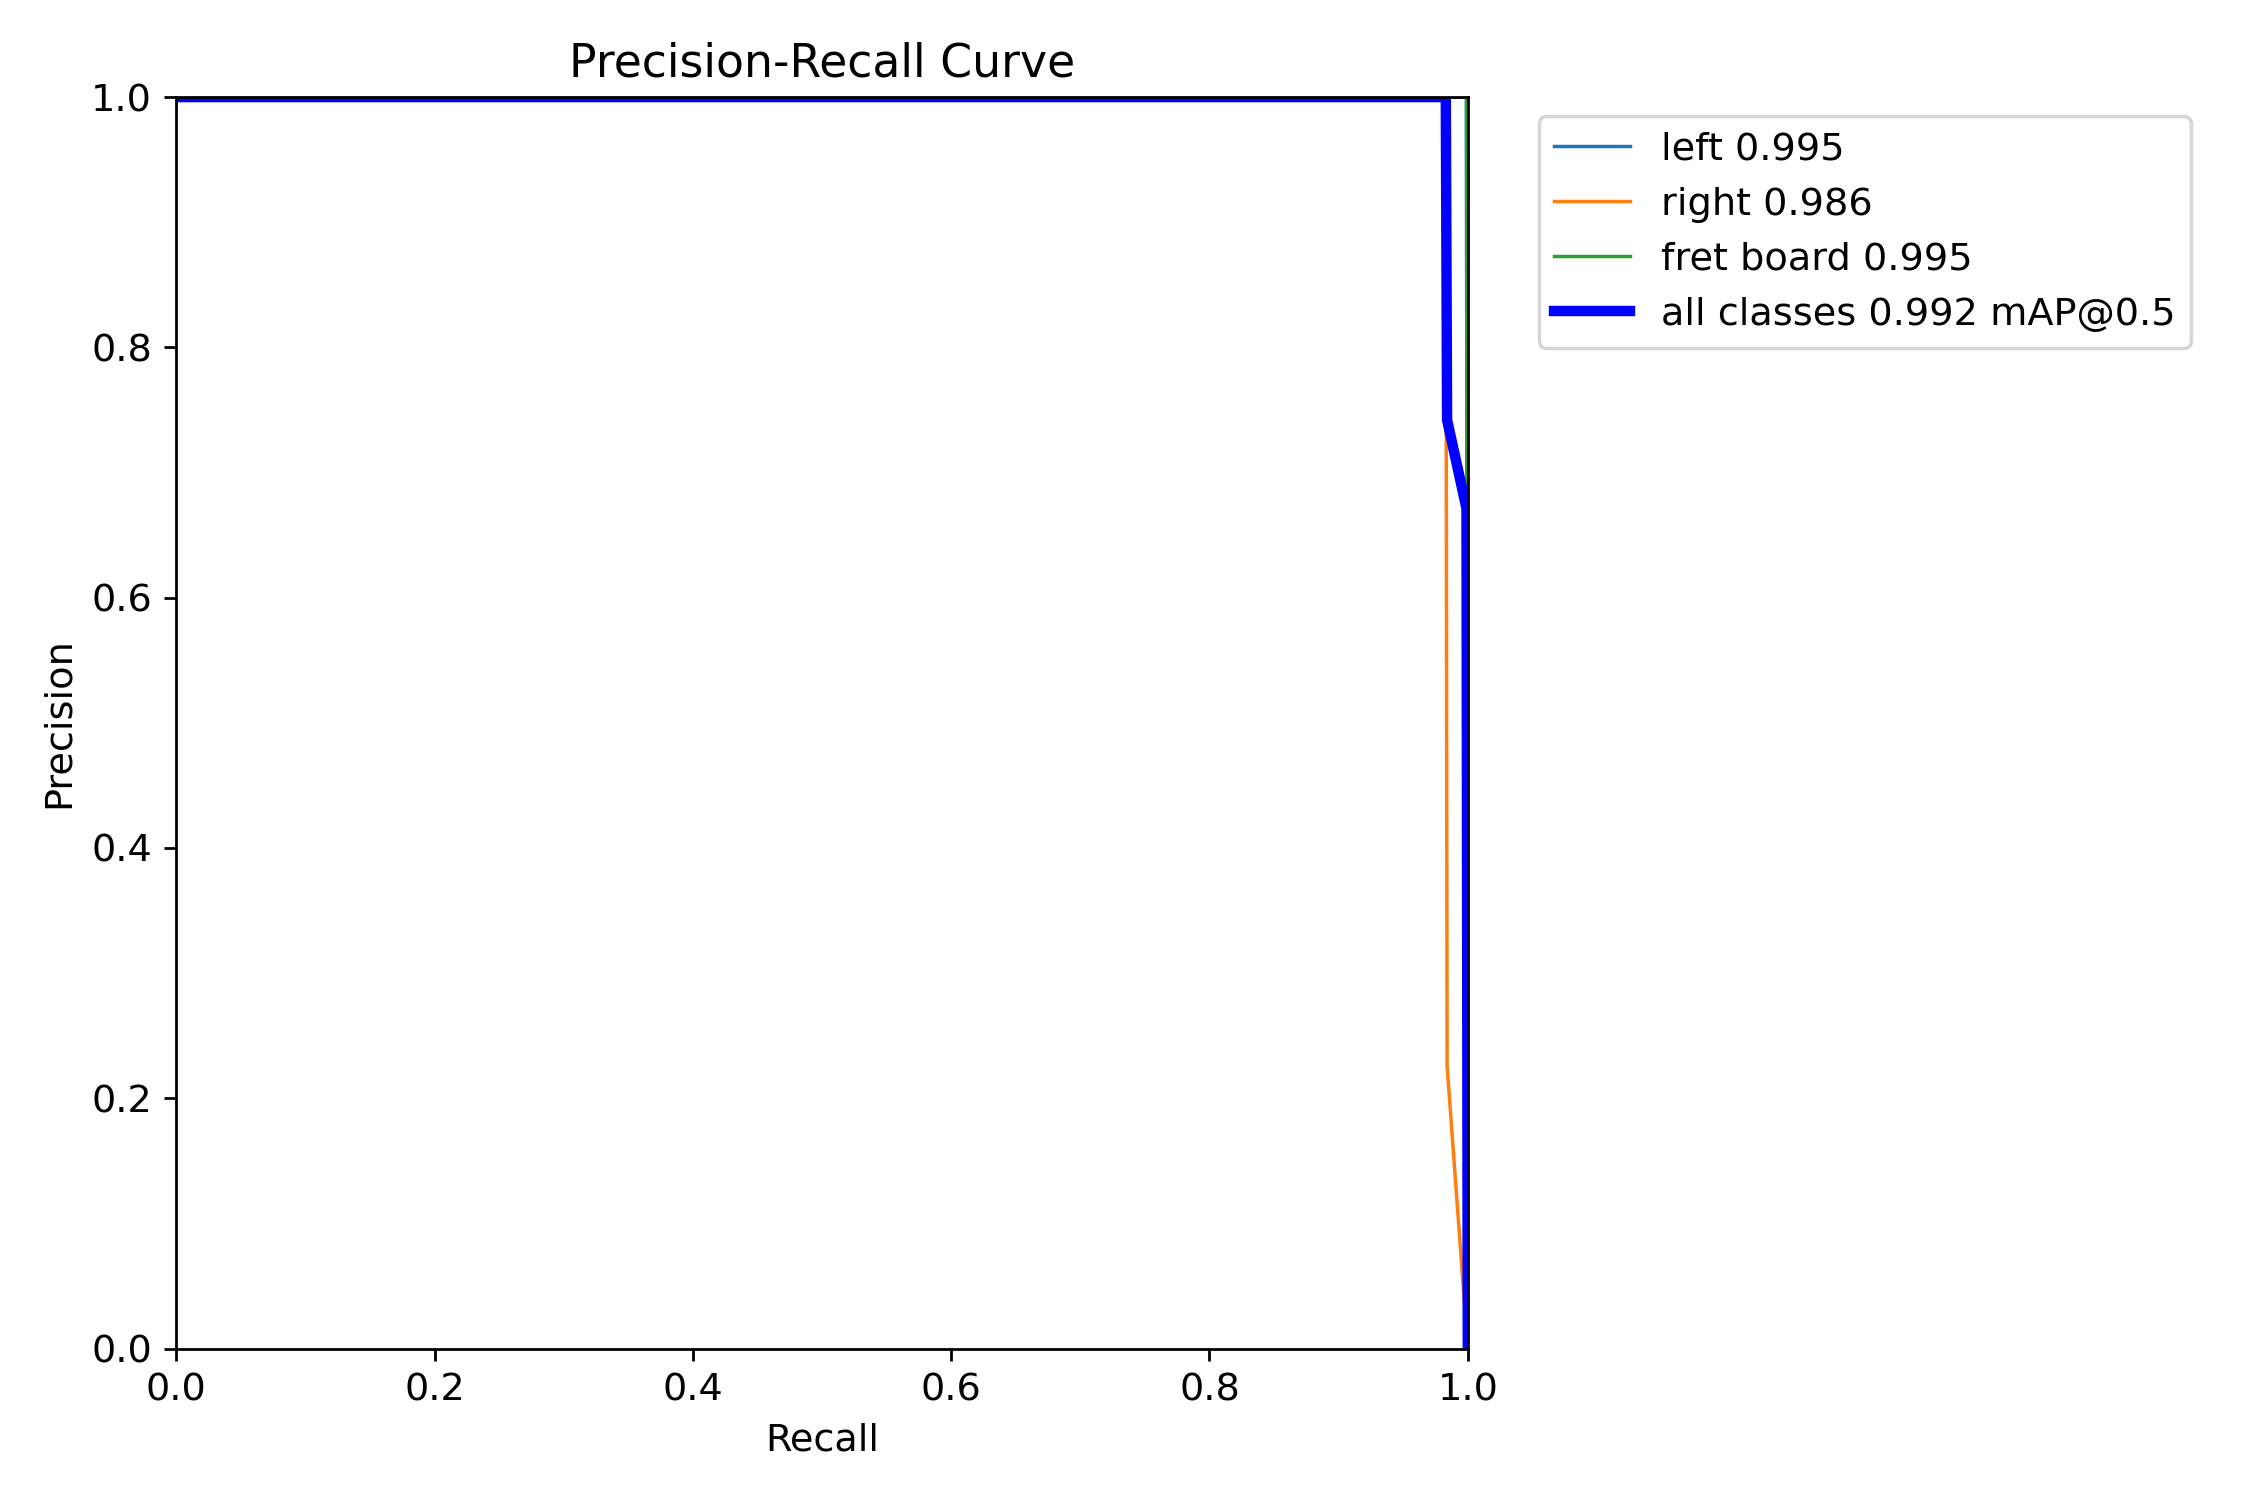 Precision-Recall Curve
1.0
0.8
0.6
0.4
0.2
0.0
Precision
0.0 0.2 0.4 0.6 0.8 1.0
Recall
left 0.995
right 0.986
fret board 0.995
all classes 0.992 mAP@0.5